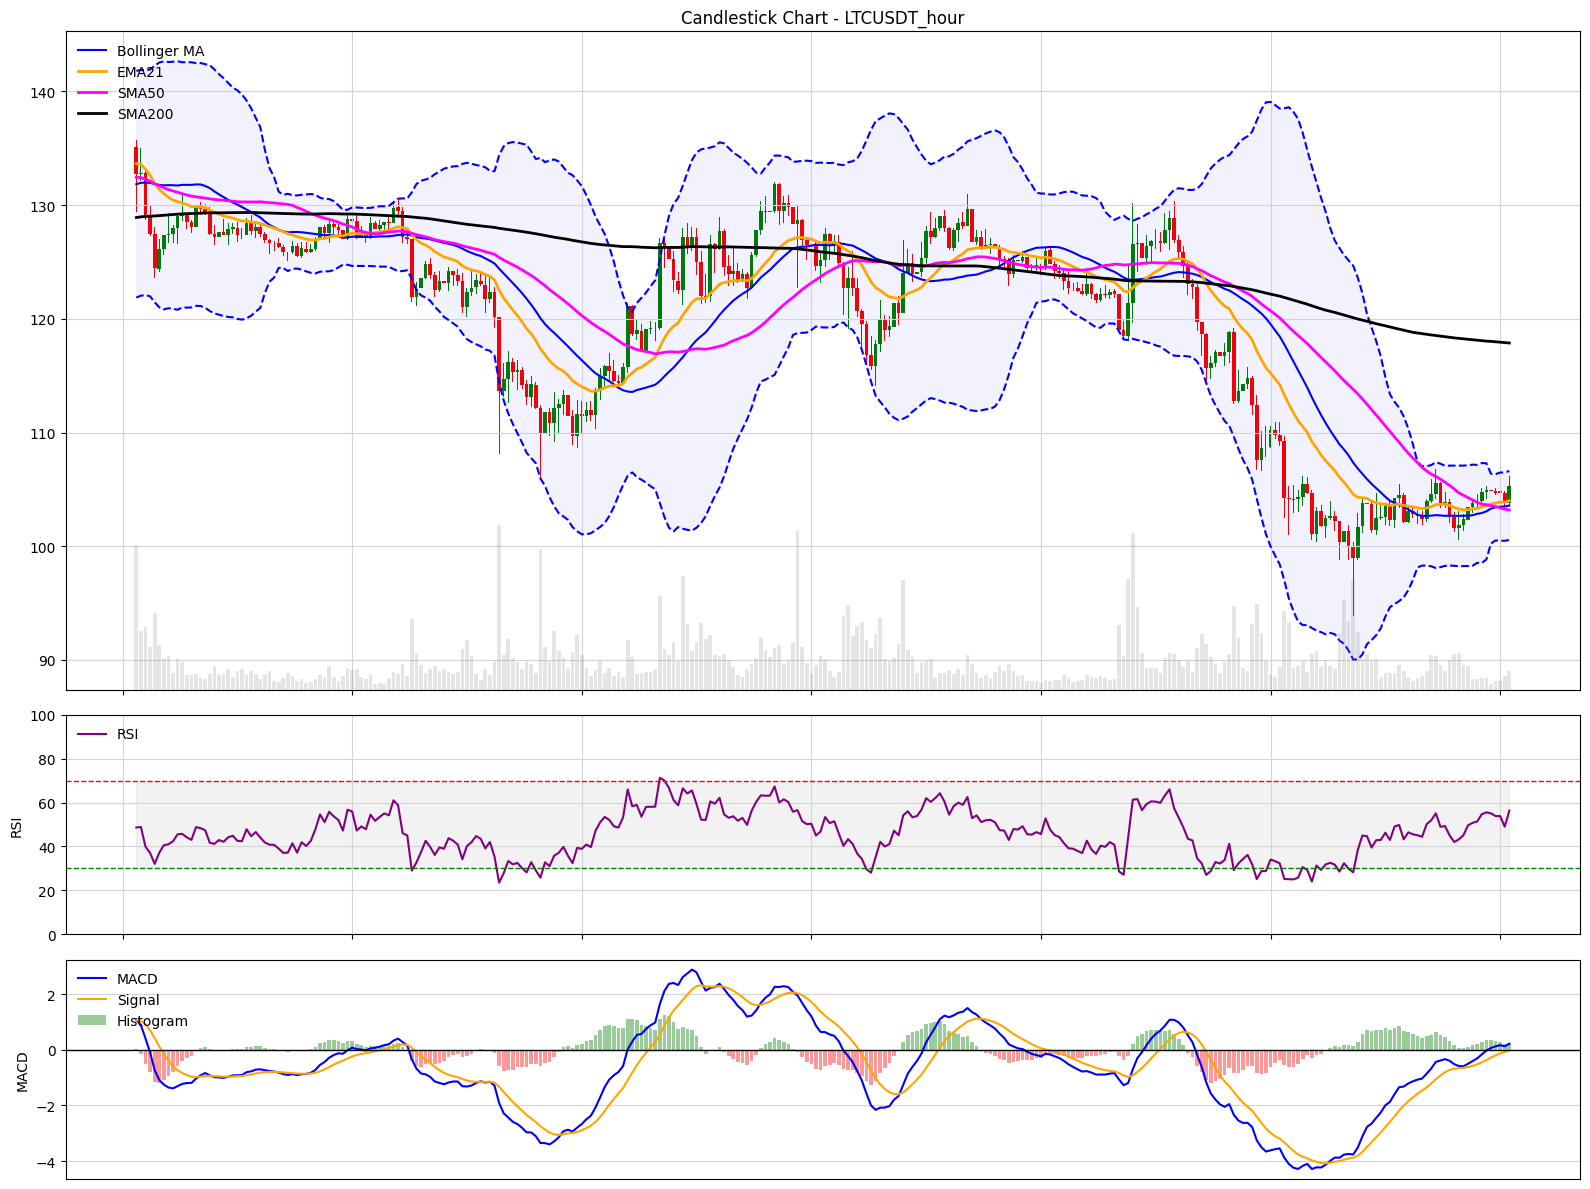 Candlestick Chart - LTCUSDT_hour
Bollinger MA
EMA21
SMA50
SMA200
140
130
120
110
100
90
RSI
100
80
60
40
20
0
RSI
MACD
Signal
Histogram
2
0
−2
−4
MACD